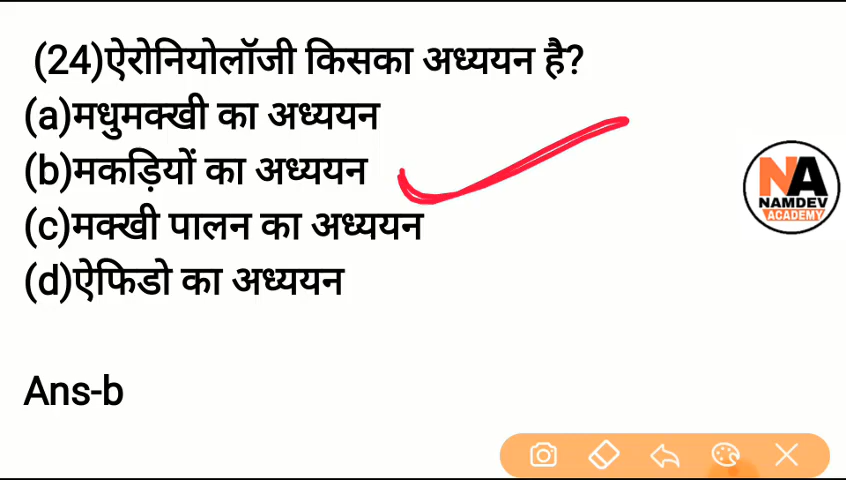 (24)ऐरोनियोलॉजी किसका अध्ययन है?
(a)मधुमक्खी का अध्ययन
(b)मकड़ियों का अध्ययन
(c)मक्खी पालन का अध्ययन
(d)ऐफिडो का अध्ययन
Ans-b
NA
NAMDEV
ACADEMY